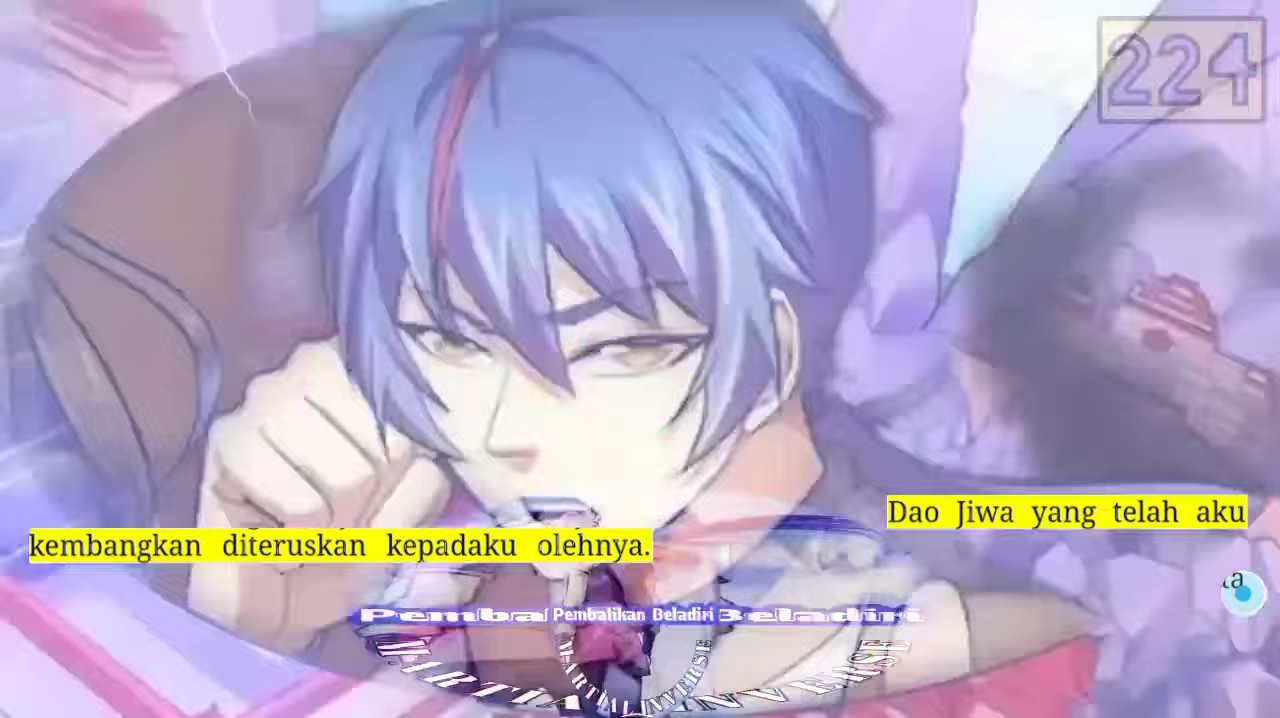 224
Dao Jiwa yang telah aku
kembangkan diteruskan kepadaku olehnya.
Pembalikan Beladiri
MARTIAL INVERSE